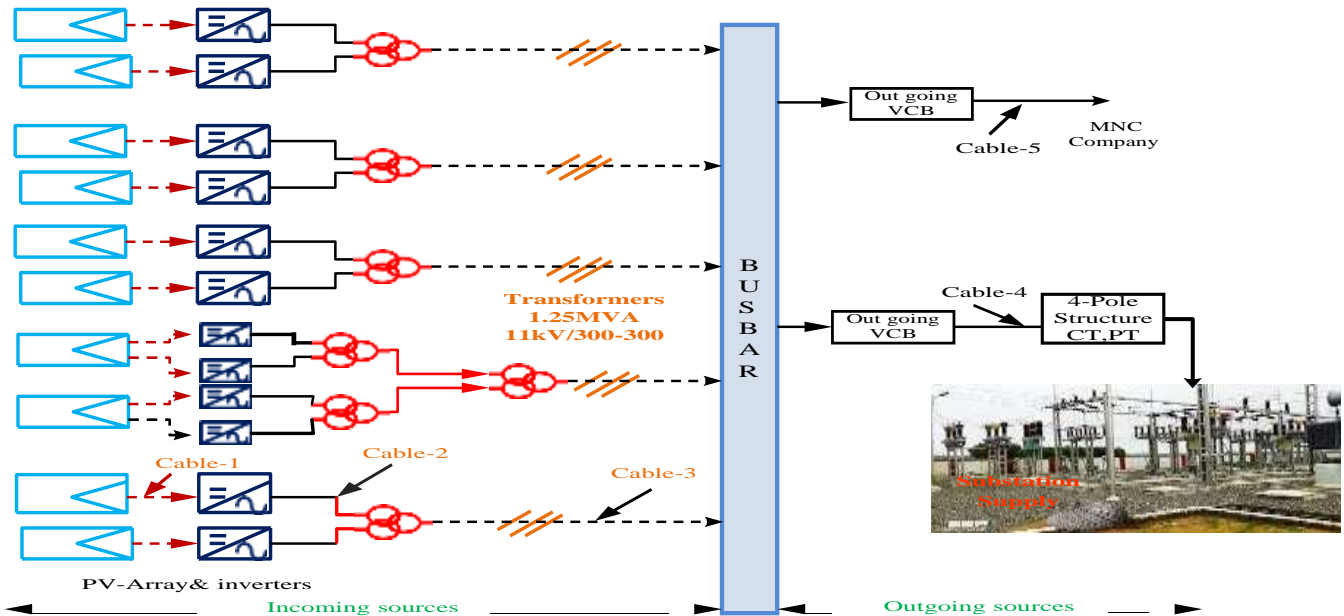 Out going
VCB
Cable-5
MNC
Company
BUSBAR
Transformers
1.25MVA
11kV/300-300
Cable-4
Out going
VCB
4-Pole
Structure
CT,PT
Cable-1
Cable-2
Cable-3
Substation
Supply
PV-Array& inverters
Incoming sources
Outgoing sources